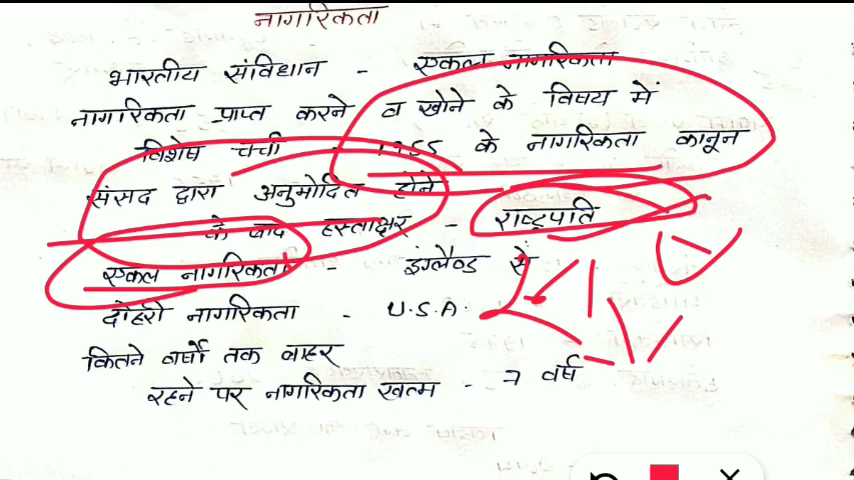 नागरिकता
भारतीय संविधान - एकल नागरिकता
नागरिकता प्राप्त करने व खोने के विषय में
विशेष चर्चा - 1955 के नागरिकता कानून
संसद द्वारा अनुमोदित होने
के बाद हस्ताक्षर - राष्ट्रपति
एकल नागरिकता - इंग्लैण्ड से
दोहरी नागरिकता - U.S.A.
कितने वर्षों तक बाहर
रहने पर नागरिकता खत्म - 7 वर्ष